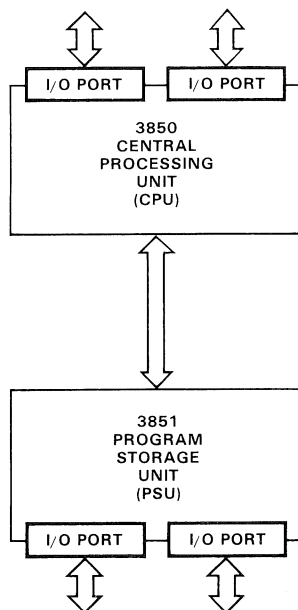 I/O PORT I/O PORT
3850
CENTRAL
PROCESSING
UNIT
(CPU)
3851
PROGRAM
STORAGE
UNIT
(PSU)
I/O PORT I/O PORT